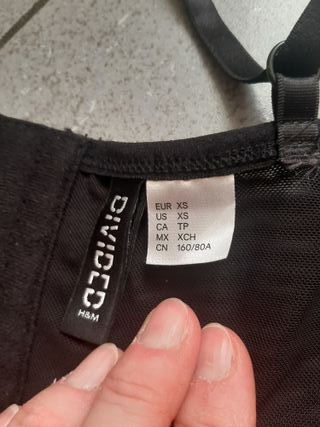 DIVIDED
H&M
EUR XS
US XS
CA TP
MX XCH
CN 160/80A